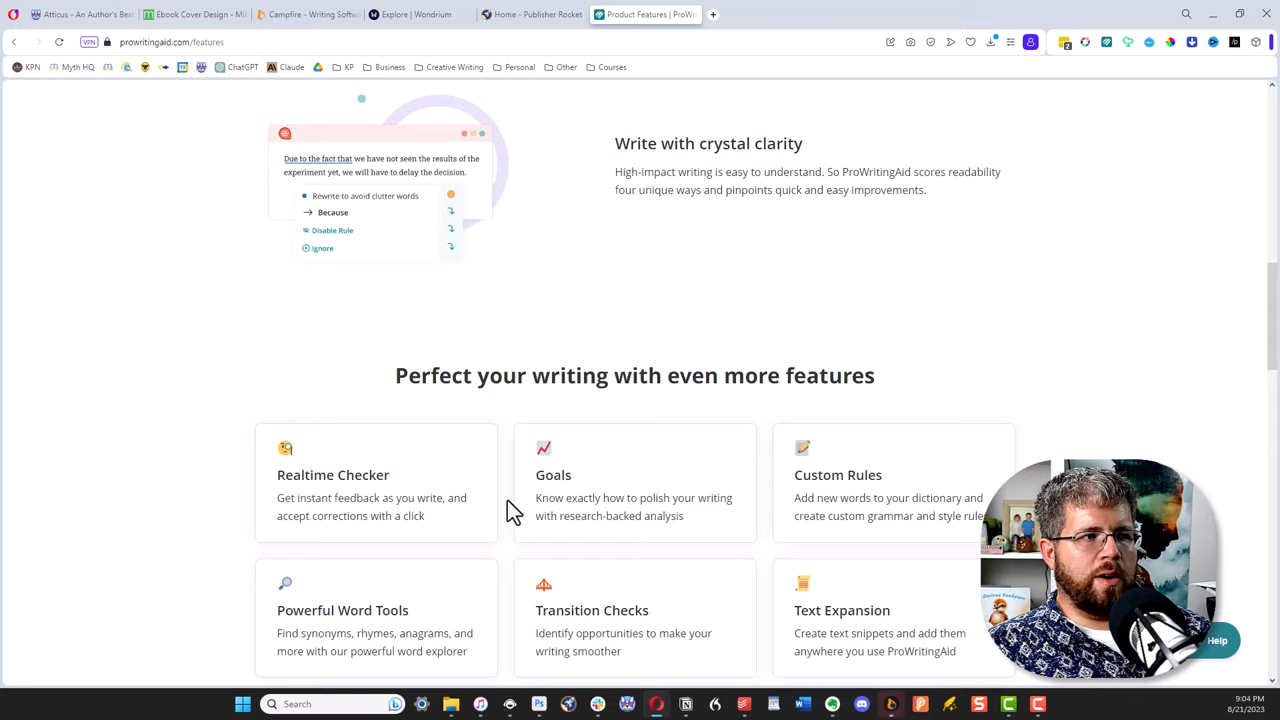 Atticus - An Author's Best
Ebook Cover Design - Mi
Campfire - Writing Softw
Explore | Wondrium
Home - Publisher Rocket
Product Features | ProWri
VPN
prowritingaid.com/features
2
KPN
Myth HQ
ChatGPT
Claude
KP
Business
Creative Writing
Personal
Other
Courses
Due to the fact that we have not seen the results of the
experiment yet, we will have to delay the decision.
Rewrite to avoid clutter words
Because
Disable Rule
Ignore
Write with crystal clarity
High-impact writing is easy to understand. So ProWritingAid scores readability
four unique ways and pinpoints quick and easy improvements.
Perfect your writing with even more features
Realtime Checker
Get instant feedback as you write, and
accept corrections with a click
Goals
Know exactly how to polish your writing
with research-backed analysis
Custom Rules
Add new words to your dictionary and
create custom grammar and style rule
Powerful Word Tools
Find synonyms, rhymes, anagrams, and
more with our powerful word explorer
Transition Checks
Identify opportunities to make your
writing smoother
Text Expansion
Create text snippets and add them
anywhere you use ProWritingAid
Help
Search
9:04 PM
8/21/2023